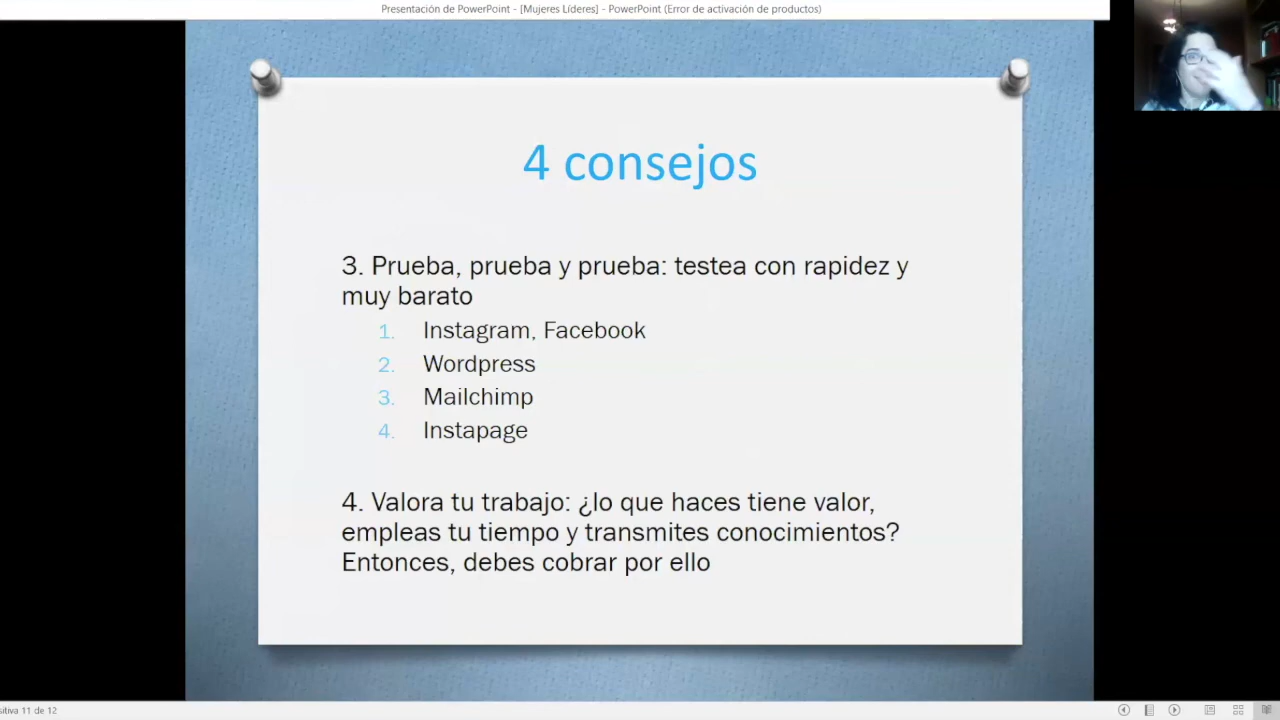 Presentación de PowerPoint - [Mujeres Líderes] - PowerPoint (Error de activación de productos)
4 consejos
3. Prueba, prueba y prueba: testea con rapidez y
muy barato
1. Instagram, Facebook
2. Wordpress
3. Mailchimp
4. Instapage
4. Valora tu trabajo: ¿lo que haces tiene valor,
empleas tu tiempo y transmites conocimientos?
Entonces, debes cobrar por ello
sitiva 11 de 12